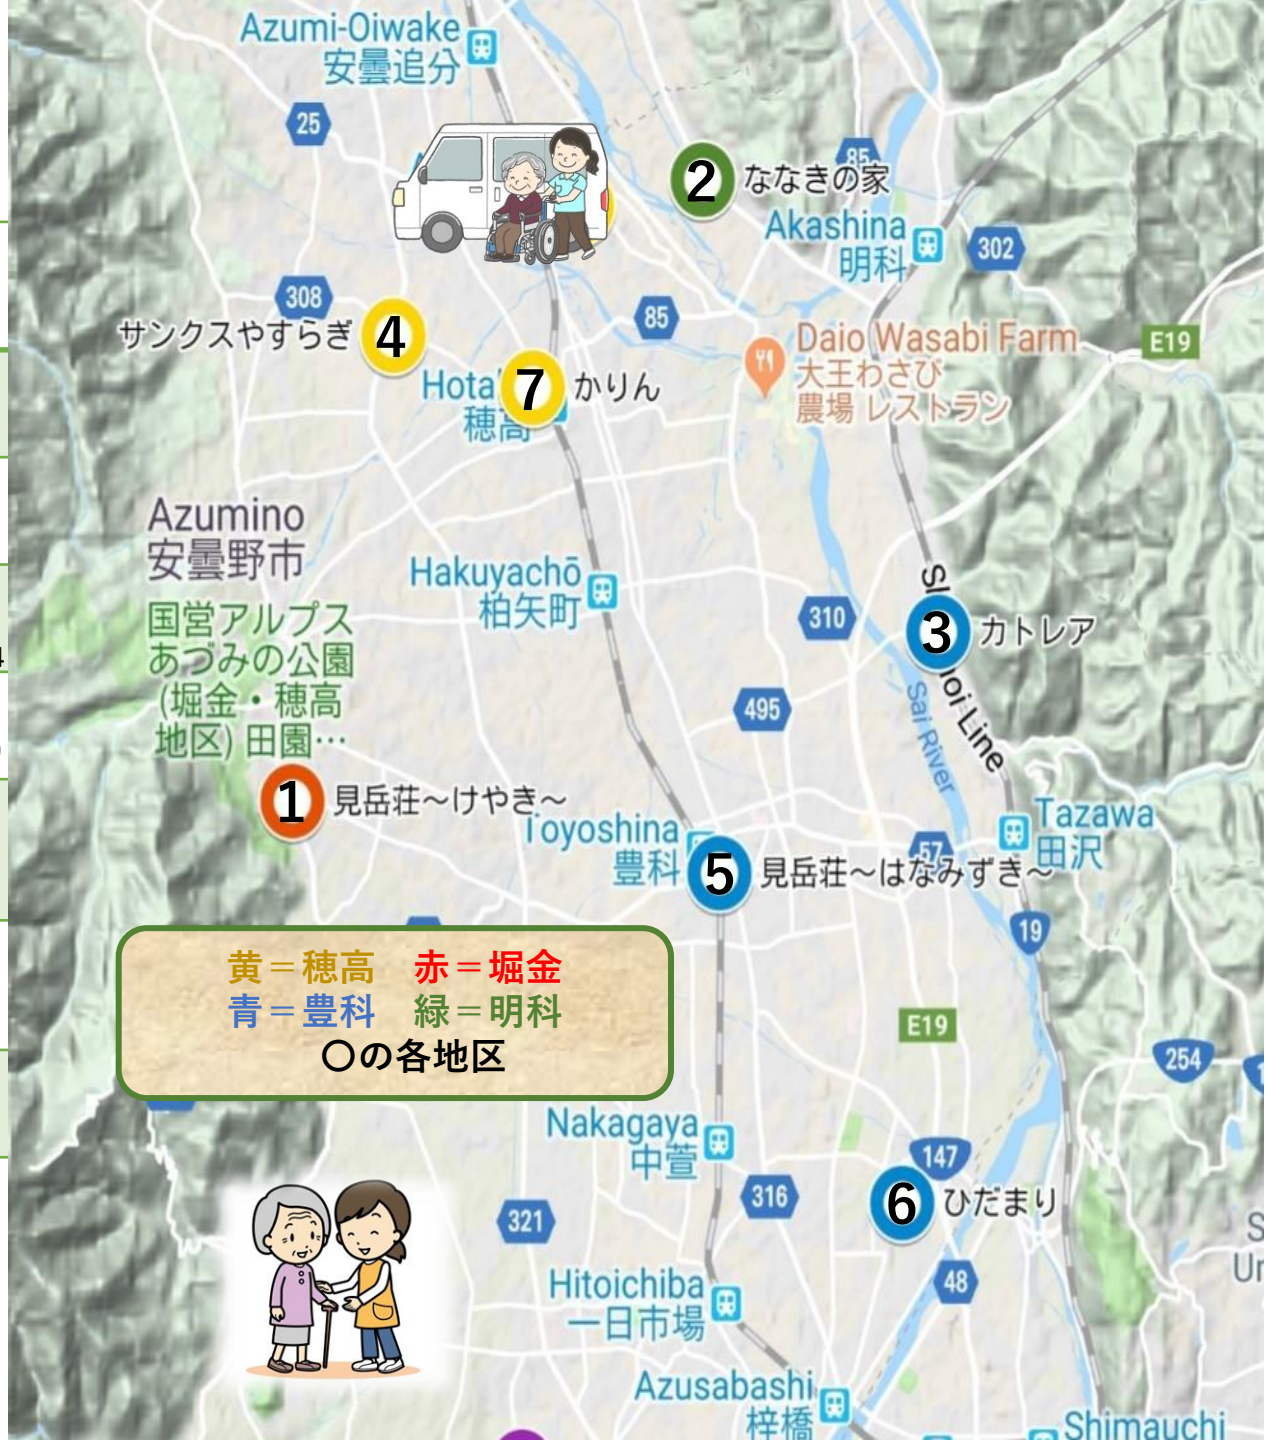 Azumi-Oiwake
安曇追分
25
2
ななきの家
85
Akashina
明科
302
308
サンクスやすらぎ
4
85
Daio Wasabi Farm
大王わさび
農場 レストラン
E19
7
かりん
穂高
Azumino
安曇野市
Hakuyachō
柏矢町
国営アルプス
あづみの公園
(堀金・穂高
地区) 田園…
310
3
カトレア
495
Sai River
Line
1
見岳荘～けやき～
Toyoshina
豊科
5
見岳荘～はなみずき～
57
Tazawa
田沢
19
黄＝穂高　赤＝堀金
青＝豊科　緑＝明科
〇の各地区
E19
254
Nakagaya
中萱
147
316
6
ひだまり
321
Hitoichiba
一日市場
48
Azusabashi
梓橋
Shimauchi